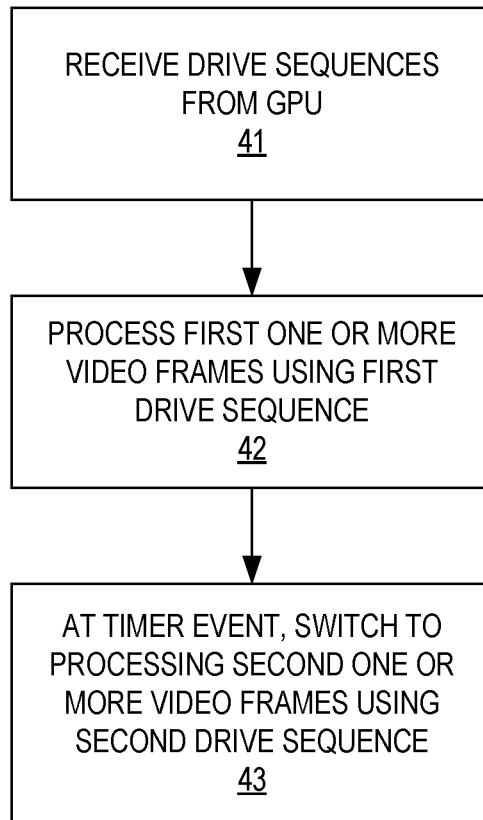 RECEIVE DRIVE SEQUENCES
FROM GPU
41
PROCESS FIRST ONE OR MORE
VIDEO FRAMES USING FIRST
DRIVE SEQUENCE
42
AT TIMER EVENT, SWITCH TO
PROCESSING SECOND ONE OR
MORE VIDEO FRAMES USING
SECOND DRIVE SEQUENCE
43